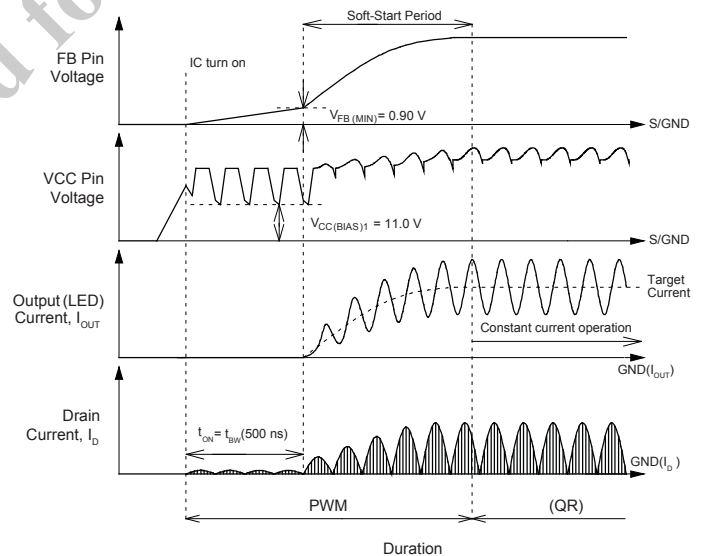 Soft-Start Period
FB Pin
Voltage
IC turn on
V_FB (MIN) = 0.90 V
S/GND
VCC Pin
Voltage
V_CC(BIAS)1 = 11.0 V
S/GND
Output (LED)
Current, I_OUT
Target
Current
Constant current operation
GND(I_OUT)
Drain
Current, I_D
t_ON = t_BW (500 ns)
GND(I_D)
PWM
(QR)
Duration